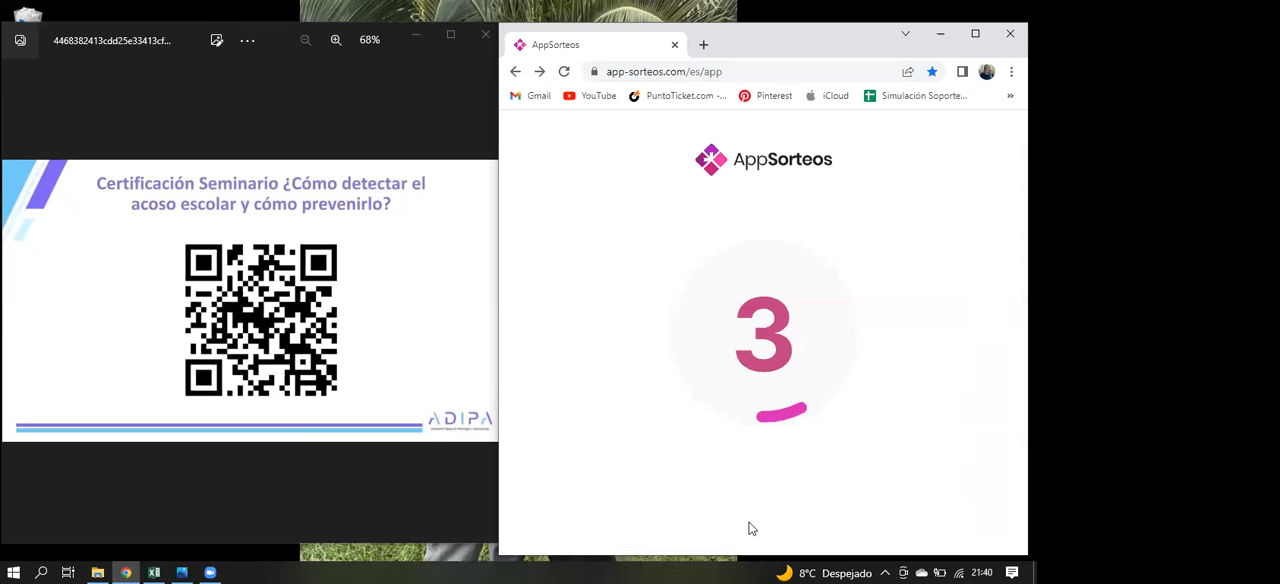 4468382413cdd25e33413cf...
68%
Certificación Seminario ¿Cómo detectar el
acoso escolar y cómo prevenirlo?
ADIPA
AppSorteos
app-sorteos.com/es/app
Gmail
YouTube
PuntoTicket.com -...
Pinterest
iCloud
Simulación Soporte...
»
AppSorteos
3
8°C Despejado
21:40